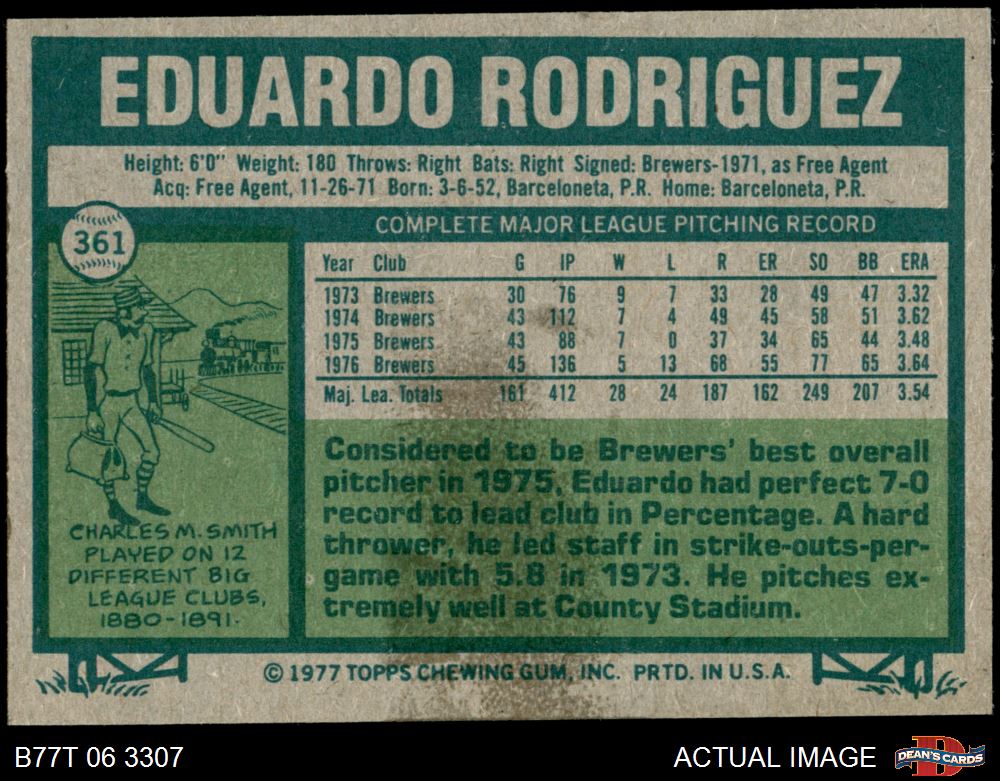 EDUARDO RODRIGUEZ
Height: 6'0" Weight: 180 Throws: Right Bats: Right Signed: Brewers-1971, as Free Agent
Acq: Free Agent, 11-26-71 Born: 3-6-52, Barceloneta, P.R. Home: Barceloneta, P.R.
361
COMPLETE MAJOR LEAGUE PITCHING RECORD
Year Club G IP W L R ER SO BB ERA
1973 Brewers 30 76 9 7 33 28 49 47 3.32
1974 Brewers 43 112 7 4 49 45 58 51 3.62
1975 Brewers 43 88 7 0 37 34 65 44 3.48
1976 Brewers 45 136 5 13 68 55 77 65 3.64
Maj. Lea. Totals 161 412 28 24 187 162 249 207 3.54
Considered to be Brewers' best overall
pitcher in 1975, Eduardo had perfect 7-0
record to lead club in Percentage. A hard
thrower, he led staff in strike-outs-per-
game with 5.8 in 1973. He pitches ex-
tremely well at County Stadium.
CHARLES M. SMITH
PLAYED ON 12
DIFFERENT BIG
LEAGUE CLUBS,
1880-1891.
© 1977 TOPPS CHEWING GUM, INC. PRTD. IN U.S.A.
B77T 06 3307
ACTUAL IMAGE
D
DEAN'S CARDS